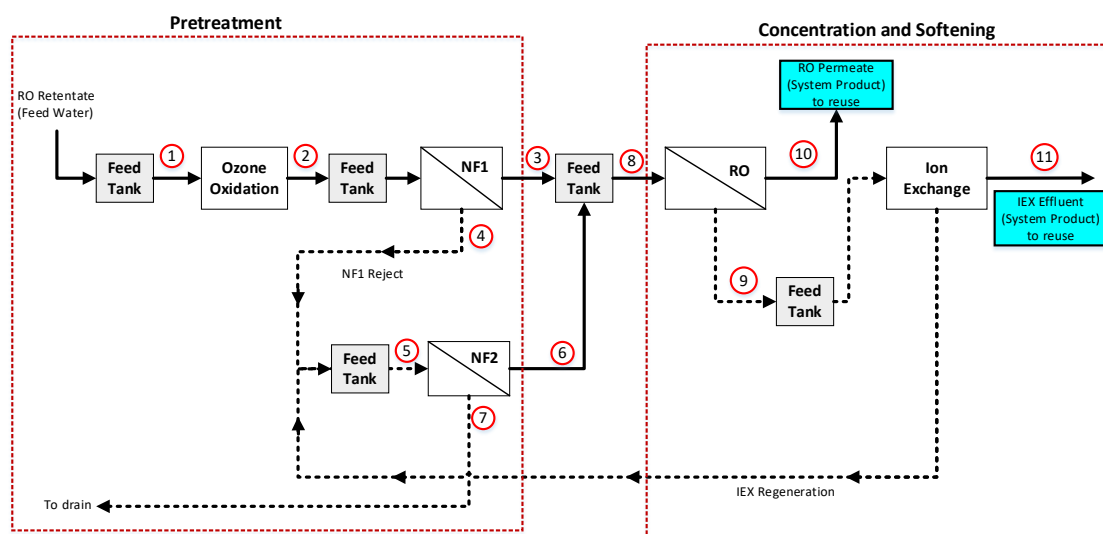 Pretreatment
Concentration and Softening
RO Retentate
(Feed Water)
RO Permeate
(System Product)
to reuse
1
2
3
8
10
11
Feed
Tank
Ozone
Oxidation
Feed
Tank
NF1
Feed
Tank
RO
Ion
Exchange
IEX Effluent
(System Product)
to reuse
4
NF1 Reject
9
Feed
Tank
5
6
Feed
Tank
NF2
7
IEX Regeneration
To drain